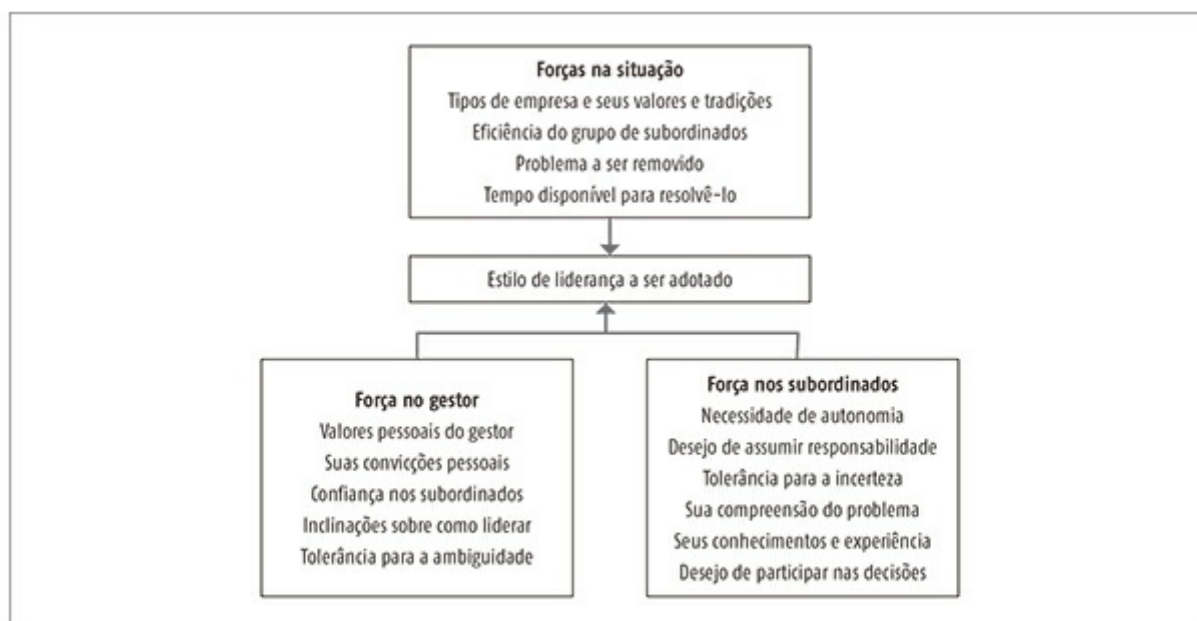 Forças na situação
Tipos de empresa e seus valores e tradições
Eficiência do grupo de subordinados
Problema a ser removido
Tempo disponível para resolvê-lo
Estilo de liderança a ser adotado
Força no gestor
Valores pessoais do gestor
Suas convicções pessoais
Confiança nos subordinados
Inclinações sobre como liderar
Tolerância para a ambiguidade
Força nos subordinados
Necessidade de autonomia
Desejo de assumir responsabilidade
Tolerância para a incerteza
Sua compreensão do problema
Seus conhecimentos e experiência
Desejo de participar nas decisões